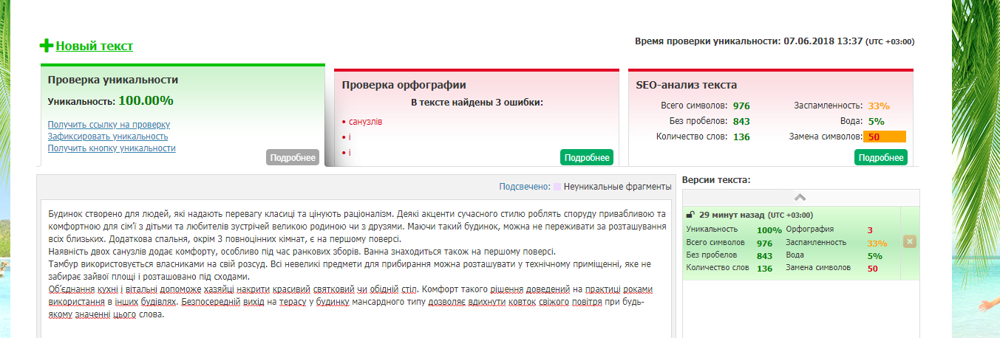 Новый текст
Время проверки уникальности: 07.06.2018 13:37 (UTC +03:00)
Проверка уникальности
Уникальность: 100.00%
Получить ссылку на проверку
Зафиксировать уникальность
Получить кнопку уникальности
Подробнее
Проверка орфографии
В тексте найдены 3 ошибки:
• санузлів
• і
• і
Подробнее
SEO-анализ текста
Всего символов: 976 Заспамленность: 33%
Без пробелов: 843 Вода: 5%
Количество слов: 136 Замена символов: 50
Подробнее
Подсвечено: Неуникальные фрагменты
Будинок створено для людей, які надають перевагу класиці та цінують раціоналізм. Деякі акценти сучасного стилю роблять споруду привабливою та
комфортною для сім’ї з дітьми та любителів зустрічей великою родиною чи з друзями. Маючи такий будинок, можна не переживати за розташування
всіх близьких. Додаткова спальня, окрім 3 повноцінних кімнат, є на першому поверсі.
Наявність двох санузлів додає комфорту, особливо під час ранкових зборів. Ванна знаходиться також на першому поверсі.
Тамбур використовується власниками на свій розсуд. Всі невеликі предмети для прибирання можна розташувати у технічному приміщенні, яке не
забирає зайвої площі і розташовано під сходами.
Об’єднання кухні і вітальні допоможе хазяйці накрити красивий святковий чи обідній стіл. Комфорт такого рішення доведений на практиці роками
використання в інших будівлях. Безпосередній вихід на терасу у будинку мансардного типу дозволяє вдихнути ковток свіжого повітря при будь-
якому значенні цього слова.
Версии текста:
29 минут назад (UTC +03:00)
Уникальность 100% Орфография 3
Всего символов 976 Заспамленность 33%
Без пробелов 843 Вода 5%
Количество слов 136 Замена символов 50